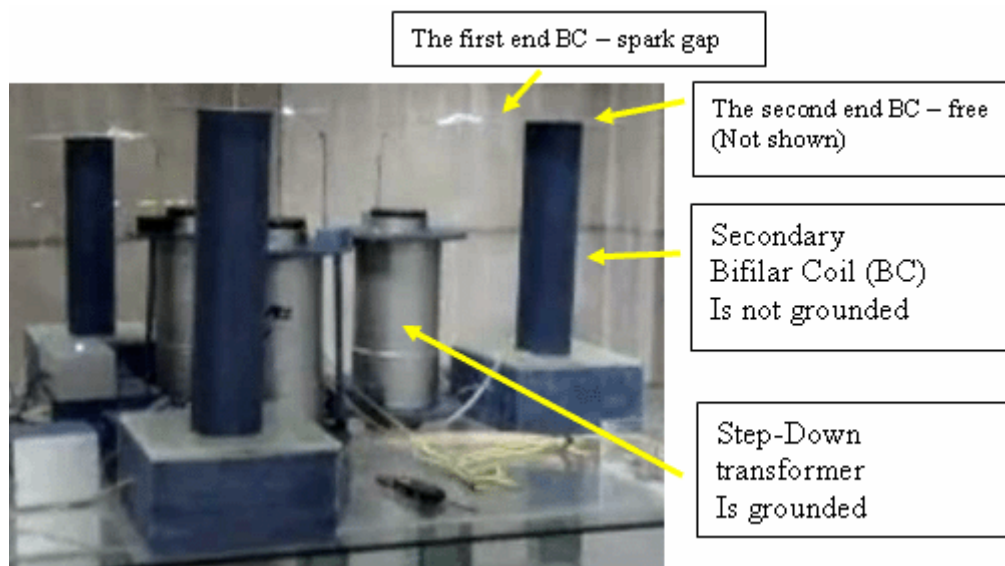 The first end BC – spark gap
The second end BC – free
(Not shown)
Secondary
Bifilar Coil (BC)
Is not grounded
Step-Down
transformer
Is grounded